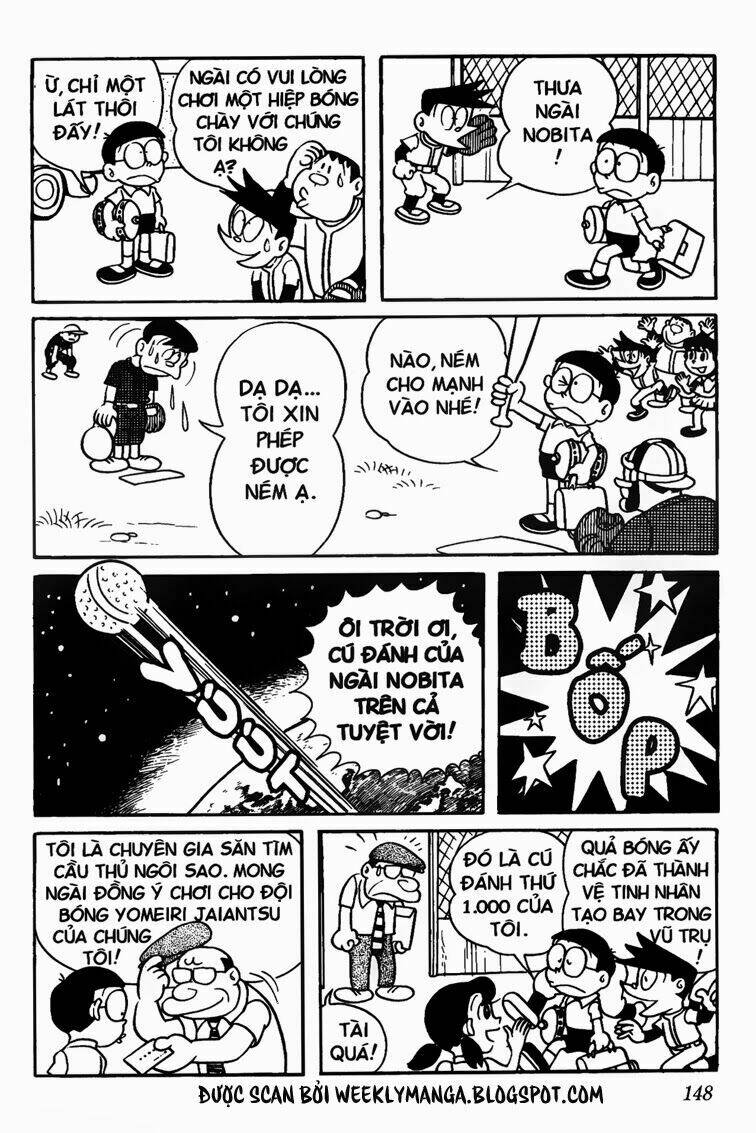 THƯA
NGÀI
NOBITA
!
NGÀI CÓ VUI LÒNG
CHƠI MỘT HIỆP BÓNG
CHÀY VỚI CHÚNG
TÔI KHÔNG
Ạ?
Ừ, CHỈ MỘT
LÁT THÔI
ĐẤY!
NÀO, NÉM
CHO MẠNH
VÀO NHÉ!
DẠ DẠ...
TÔI XIN
PHÉP
ĐƯỢC
NÉM Ạ.
BỐP
ÔI TRỜI ƠI,
CÚ ĐÁNH CỦA
NGÀI NOBITA
TRÊN CẢ
TUYỆT VỜI!
VÚÚT
QUẢ BÓNG ẤY
CHẮC ĐÃ THÀNH
VỆ TINH NHÂN
TẠO BAY TRONG
VŨ TRỤ
!
ĐÓ LÀ CÚ
ĐÁNH THỨ
1.000 CỦA
TÔI.
TÀI
QUÁ!
TÔI LÀ CHUYÊN GIA SĂN TÌM
CẦU THỦ NGÔI SAO. MONG
NGÀI ĐỒNG Ý CHƠI CHO ĐỘI
BÓNG YOMEIRI JAIANTSU
CỦA CHÚNG
TÔI!
ĐƯỢC SCAN BỞI WEEKLYMANGA.BLOGSPOT.COM
148